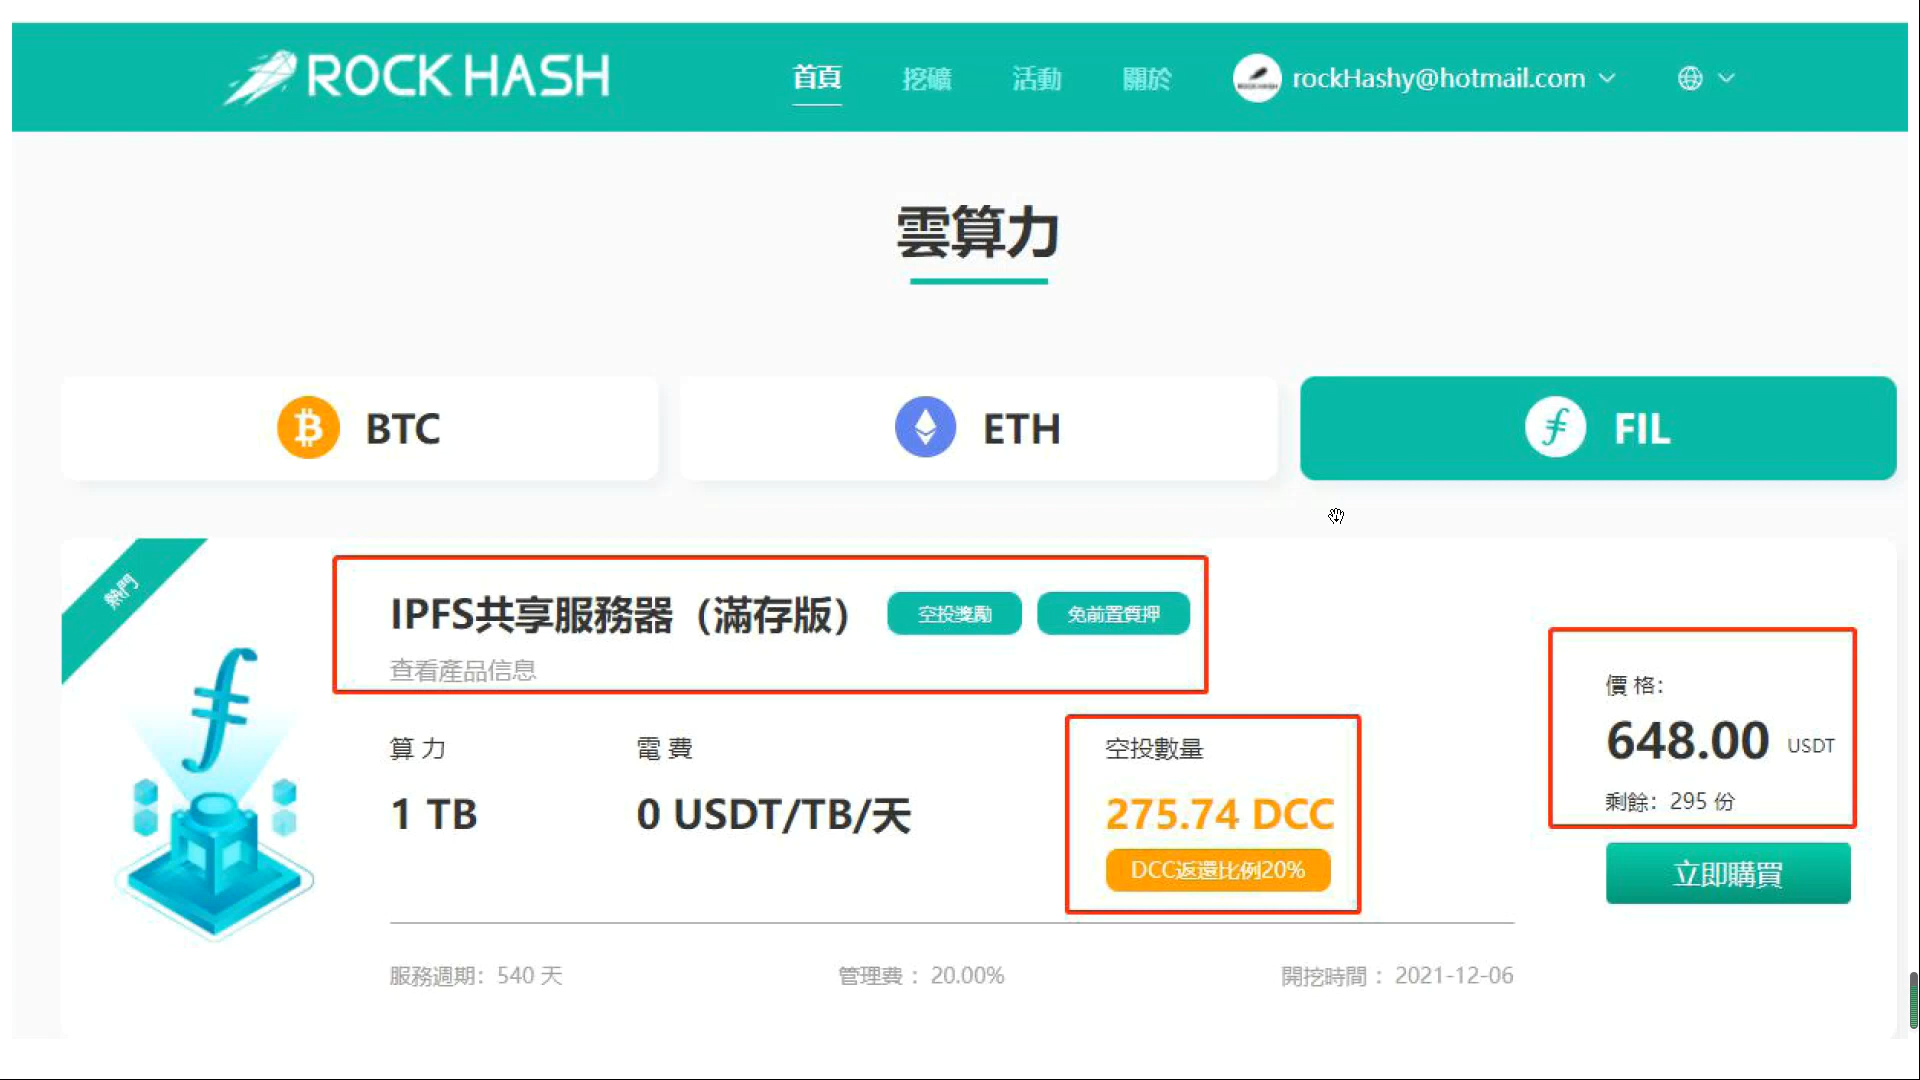 ROCK HASH
首頁 挖礦 活動 關於 rockHashy@hotmail.com
雲算力
BTC ETH FIL
熱門
IPFS共享服務器（滿存版） 空投獎勵 免前置質押
查看產品信息
算 力 電 費 空投數量
1 TB 0 USDT/TB/天 275.74 DCC
DCC返還比例20%
價 格:
648.00 USDT
剩餘: 295 份
立即購買
服務週期: 540 天 管理費 : 20.00% 開挖時間 : 2021-12-06